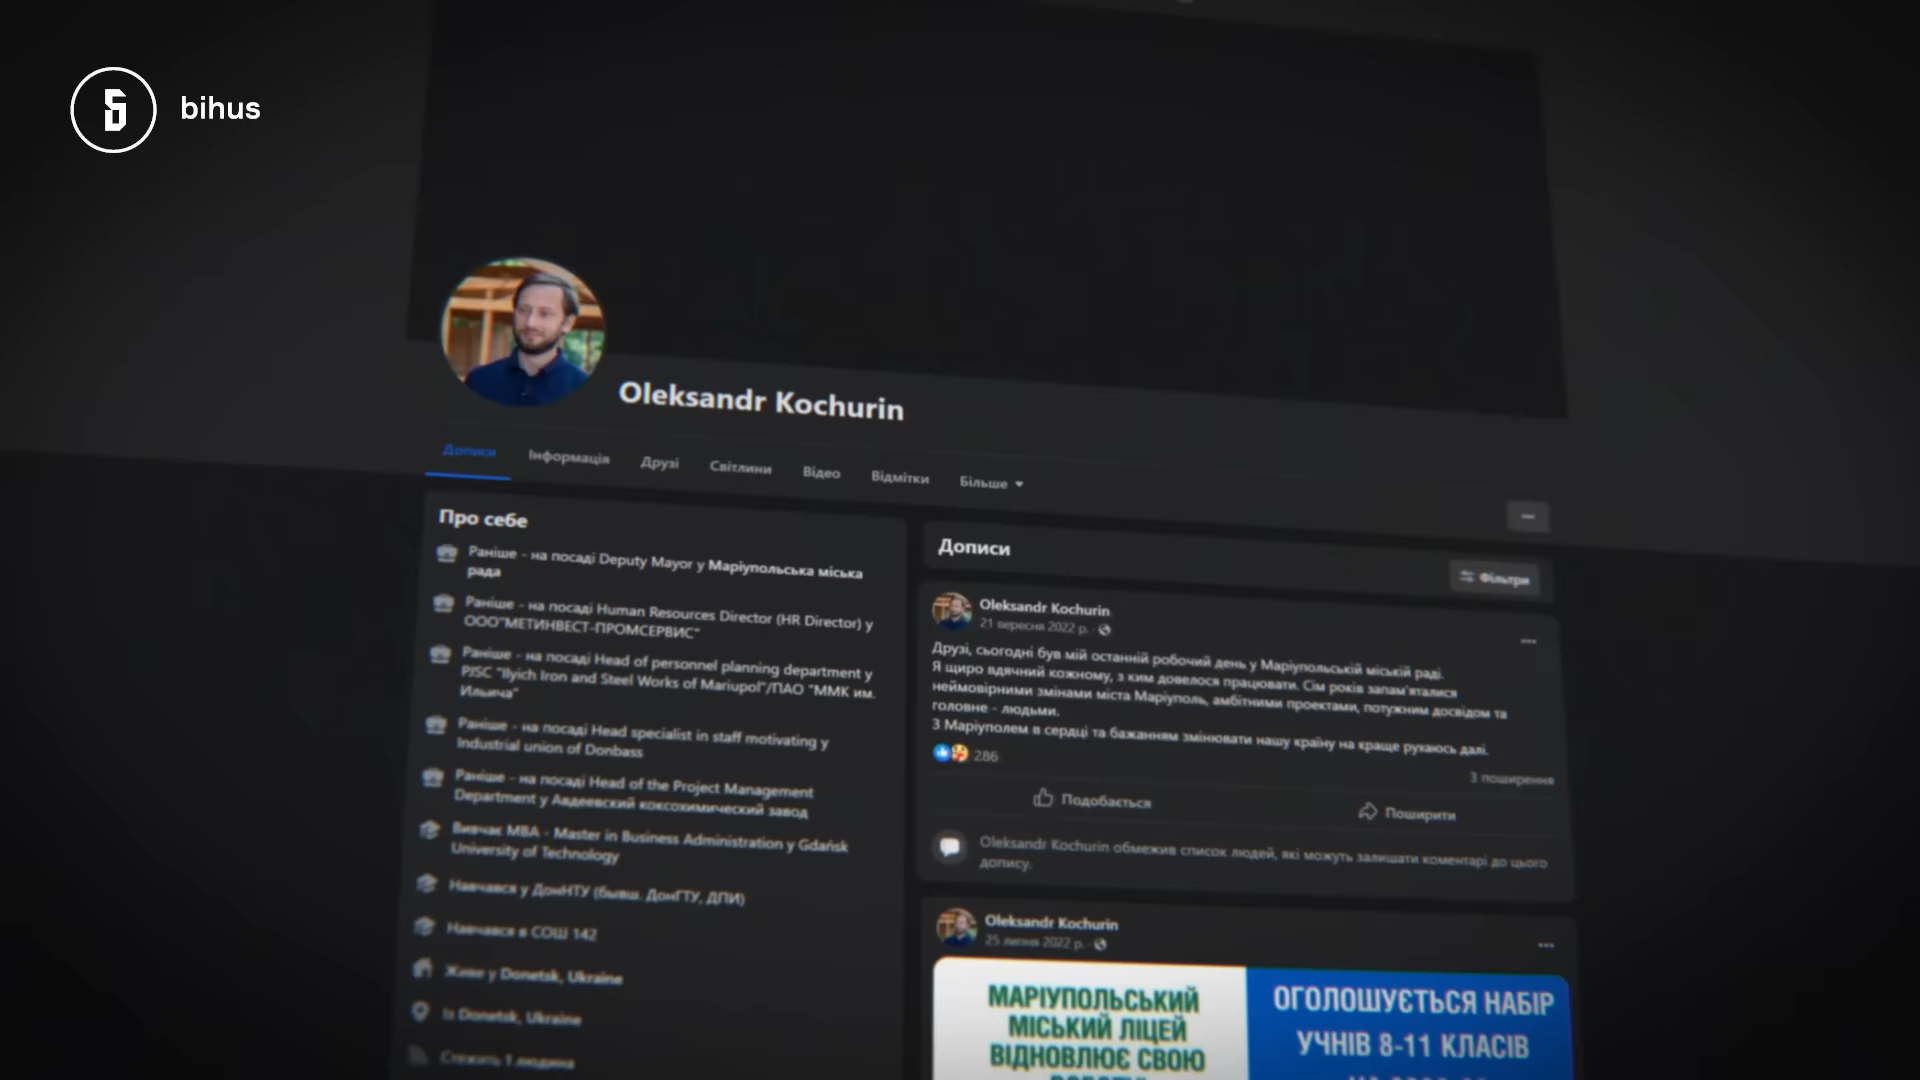 bihus
Oleksandr Kochurin
Дописи
Інформація
Друзі
Світлини
Відео
Відмітки
Більше
Про себе
Раніше - на посаді Deputy Mayor у Маріупольська міська
рада
Раніше - на посаді Human Resources Director (HR Director) у
ООО"МЕТИНВЕСТ-ПРОМСЕРВИС"
Раніше - на посаді Head of personnel planning department у
PJSC "Ilyich Iron and Steel Works of Mariupol"/ПАО "ММК им.
Ильича"
Раніше - на посаді Head specialist in staff motivating у
Industrial union of Donbass
Раніше - на посаді Head of the Project Management
Department у Авдеевский коксохимический завод
Вивчає MBA - Master in Business Administration у Gdańsk
University of Technology
Навчався у ДонНТУ (бывш. ДонГТУ, ДПИ)
Навчався в СОШ 142
Живе у Donetsk, Ukraine
Із Donetsk, Ukraine
Стежить 1 людина
Дописи
Фільтри
Oleksandr Kochurin
21 вересня 2022 р.
Друзі, сьогодні був мій останній робочий день у Маріупольській міській раді.
Я щиро вдячний кожному, з ким довелося працювати. Сім років запам'яталися
неймовірними змінами міста Маріуполь, амбітними проектами, потужним досвідом та
головне - людьми.
З Маріуполем в серці та бажанням змінювати нашу країну на краще рухаюсь далі.
286
3 поширення
Подобається
Поширити
Oleksandr Kochurin обмежив список людей, які можуть залишати коментарі до цього
допису.
Oleksandr Kochurin
25 липня 2022 р.
МАРІУПОЛЬСЬКИЙ
МІСЬКИЙ ЛІЦЕЙ
ВІДНОВЛЮЄ СВОЮ
ОГОЛОШУЄТЬСЯ НАБІР
УЧНІВ 8-11 КЛАСІВ